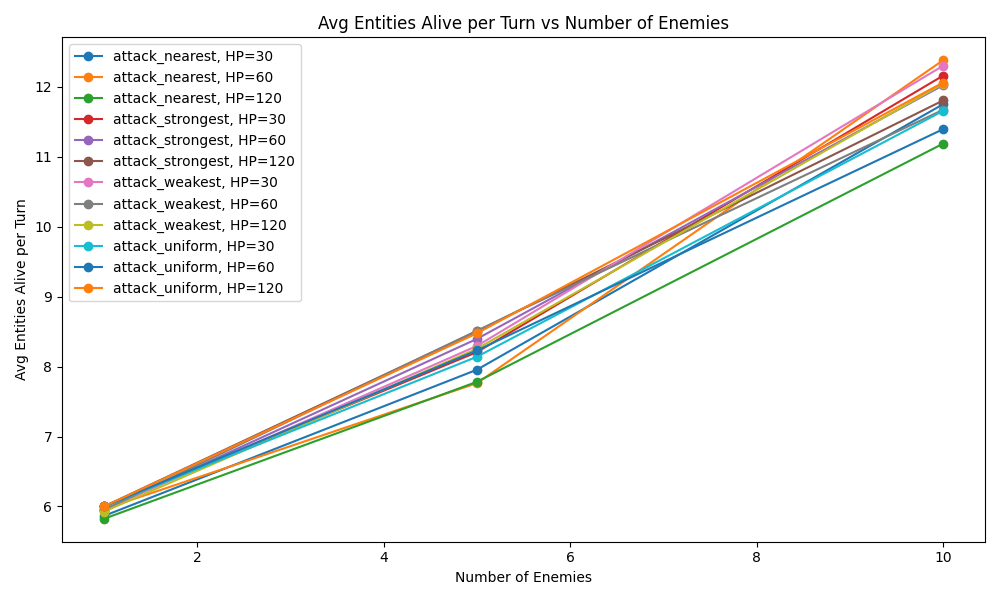 Avg Entities Alive per Turn vs Number of Enemies
attack_nearest, HP=30
attack_nearest, HP=60
attack_nearest, HP=120
attack_strongest, HP=30
attack_strongest, HP=60
attack_strongest, HP=120
attack_weakest, HP=30
attack_weakest, HP=60
attack_weakest, HP=120
attack_uniform, HP=30
attack_uniform, HP=60
attack_uniform, HP=120
Avg Entities Alive per Turn
12
11
10
9
8
7
6
2
4
6
8
10
Number of Enemies